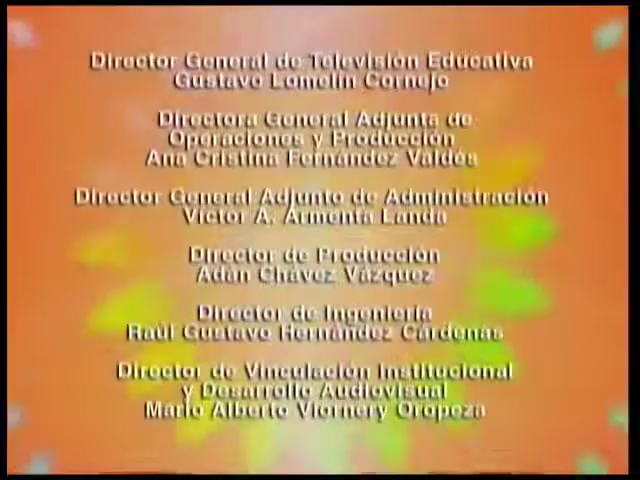 Director General de Televisión Educativa
Gustavo Lomelín Cornejo
Directora General Adjunta de
Operaciones y Producción
Ana Cristina Fernández Valdés
Director General Adjunto de Administración
Víctor A. Armenta Landa
Director de Producción
Adán Chávez Vázquez
Director de Ingeniería
Raúl Gustavo Hernández Cárdenas
Director de Vinculación Institucional
y Desarrollo Audiovisual
Mario Alberto Viornery Oropeza